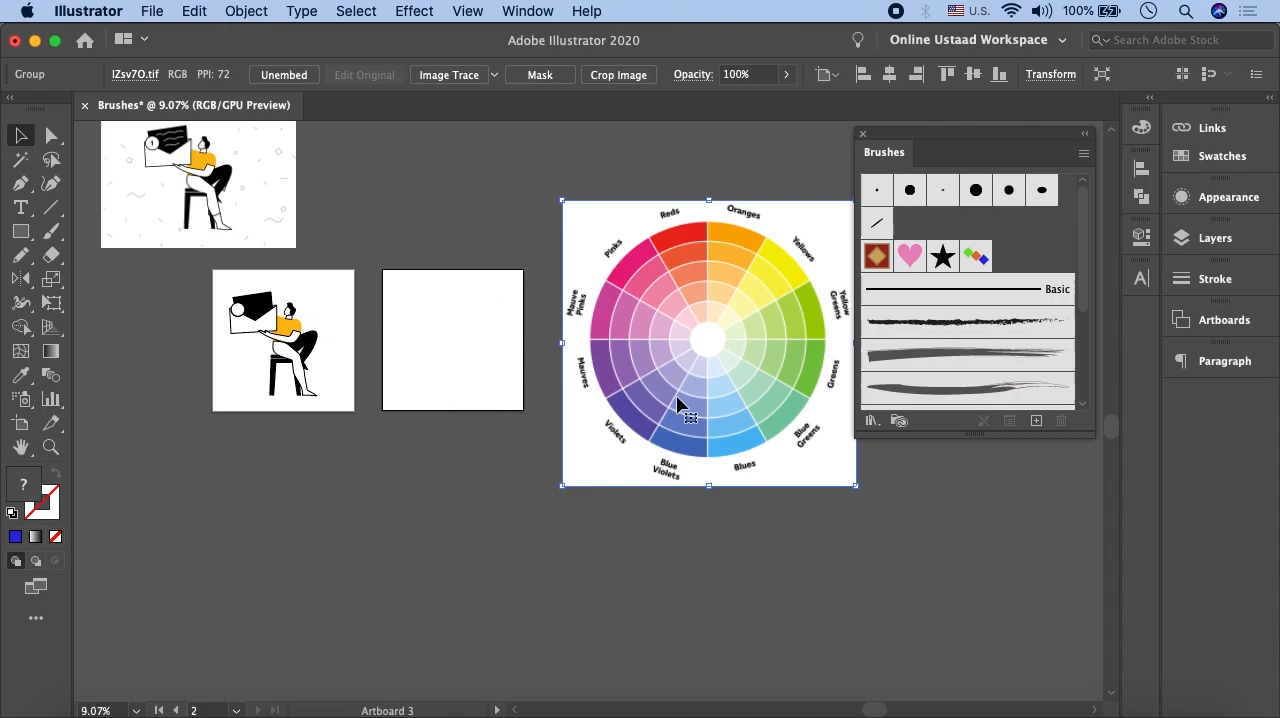 Illustrator File Edit Object Type Select Effect View Window Help
U.S. 100%
Adobe Illustrator 2020
Online Ustaad Workspace
Search Adobe Stock
Group
IZsv7O.tif RGB PPI: 72
Unembed
Edit Original
Image Trace
Mask
Crop Image
Opacity: 100%
Transform
Brushes* @ 9.07% (RGB/GPU Preview)
Brushes
Basic
Links
Swatches
Appearance
Layers
Stroke
Artboards
Paragraph
1
Reds
Oranges
Yellows
Yellow
Greens
Greens
Blue
Greens
Blues
Blue
Violets
Violets
Mauves
Mauve
Pinks
Pinks
?
9.07%
2
Artboard 3